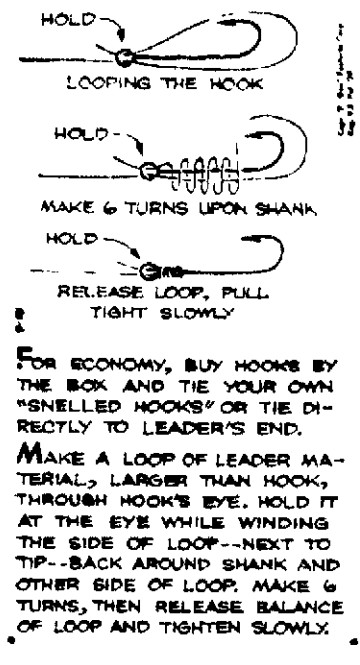 HOLD
LOOPING THE HOOK
HOLD
MAKE 6 TURNS UPON SHANK
HOLD
RELEASE LOOP, PULL
TIGHT SLOWLY
FOR ECONOMY, BUY HOOKS BY
THE BOX AND TIE YOUR OWN
"SNELLED HOOKS" OR TIE DI-
RECTLY TO LEADER'S END.
MAKE A LOOP OF LEADER MA-
TERIAL, LARGER THAN HOOK,
THROUGH HOOK'S EYE. HOLD IT
AT THE EYE WHILE WINDING
THE SIDE OF LOOP--NEXT TO
TIP--BACK AROUND SHANK AND
OTHER SIDE OF LOOP. MAKE 6
TURNS, THEN RELEASE BALANCE
OF LOOP AND TIGHTEN SLOWLY.